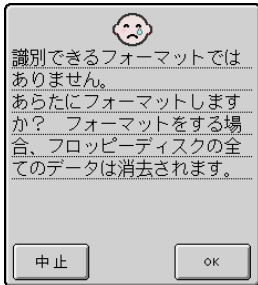 識別できるフォーマットでは
ありません。
あらたにフォーマットします
か？　フォーマットをする場
合、フロッピーディスクの全
てのデータは消去されます。
中止
OK